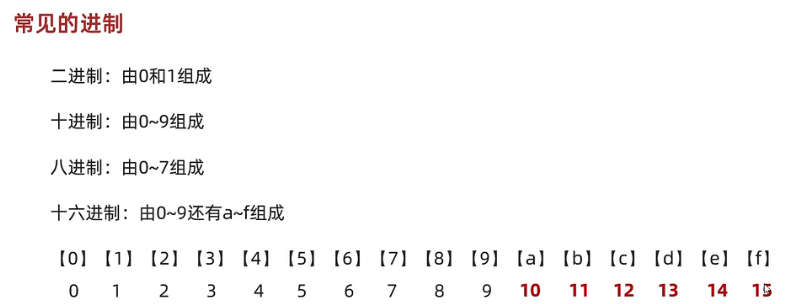 常见的进制
二进制：由0和1组成
十进制：由0~9组成
八进制：由0~7组成
十六进制：由0~9还有a~f组成
【0】【1】【2】【3】【4】【5】【6】【7】【8】【9】【a】【b】【c】【d】【e】【f】
0 1 2 3 4 5 6 7 8 9 10 11 12 13 14 15